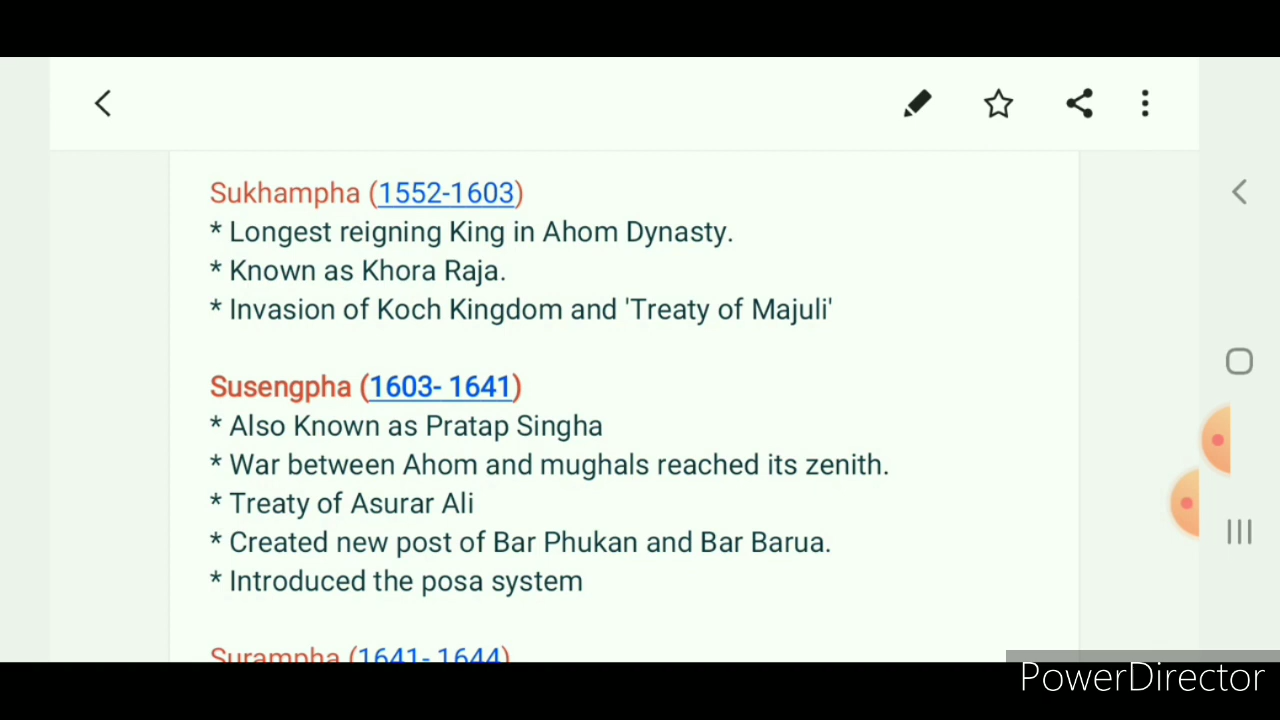 Sukhampha (1552-1603)
* Longest reigning King in Ahom Dynasty.
* Known as Khora Raja.
* Invasion of Koch Kingdom and 'Treaty of Majuli'
Susengpha (1603- 1641)
* Also Known as Pratap Singha
* War between Ahom and mughals reached its zenith.
* Treaty of Asurar Ali
* Created new post of Bar Phukan and Bar Barua.
* Introduced the posa system
Surampha (1641- 1644)
PowerDirector